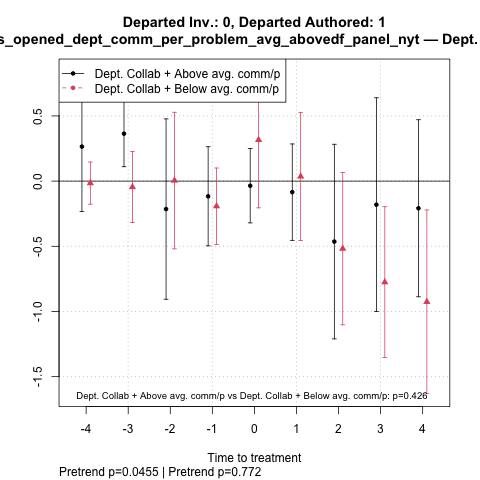 Departed Inv.: 0, Departed Authored: 1
s_opened_dept_comm_per_problem_avg_abovedf_panel_nyt — Dept.
Dept. Collab + Above avg. comm/p
Dept. Collab + Below avg. comm/p
0.5
0.0
-0.5
-1.0
-1.5
Dept. Collab + Above avg. comm/p vs Dept. Collab + Below avg. comm/p: p=0.426
-4 -3 -2 -1 0 1 2 3 4
Time to treatment
Pretrend p=0.0455 | Pretrend p=0.772